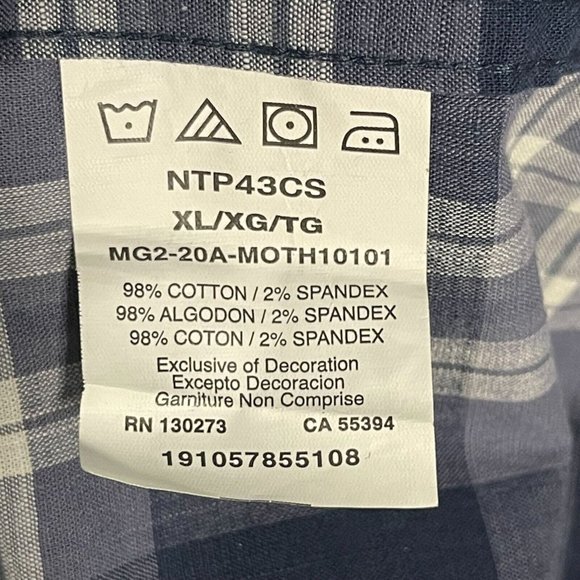 NTP43CS
XL/XG/TG
MG2-20A-MOTH10101
98% COTTON / 2% SPANDEX
98% ALGODON / 2% SPANDEX
98% COTON / 2% SPANDEX
Exclusive of Decoration
Excepto Decoracion
Garniture Non Comprise
RN 130273 CA 55394
191057855108